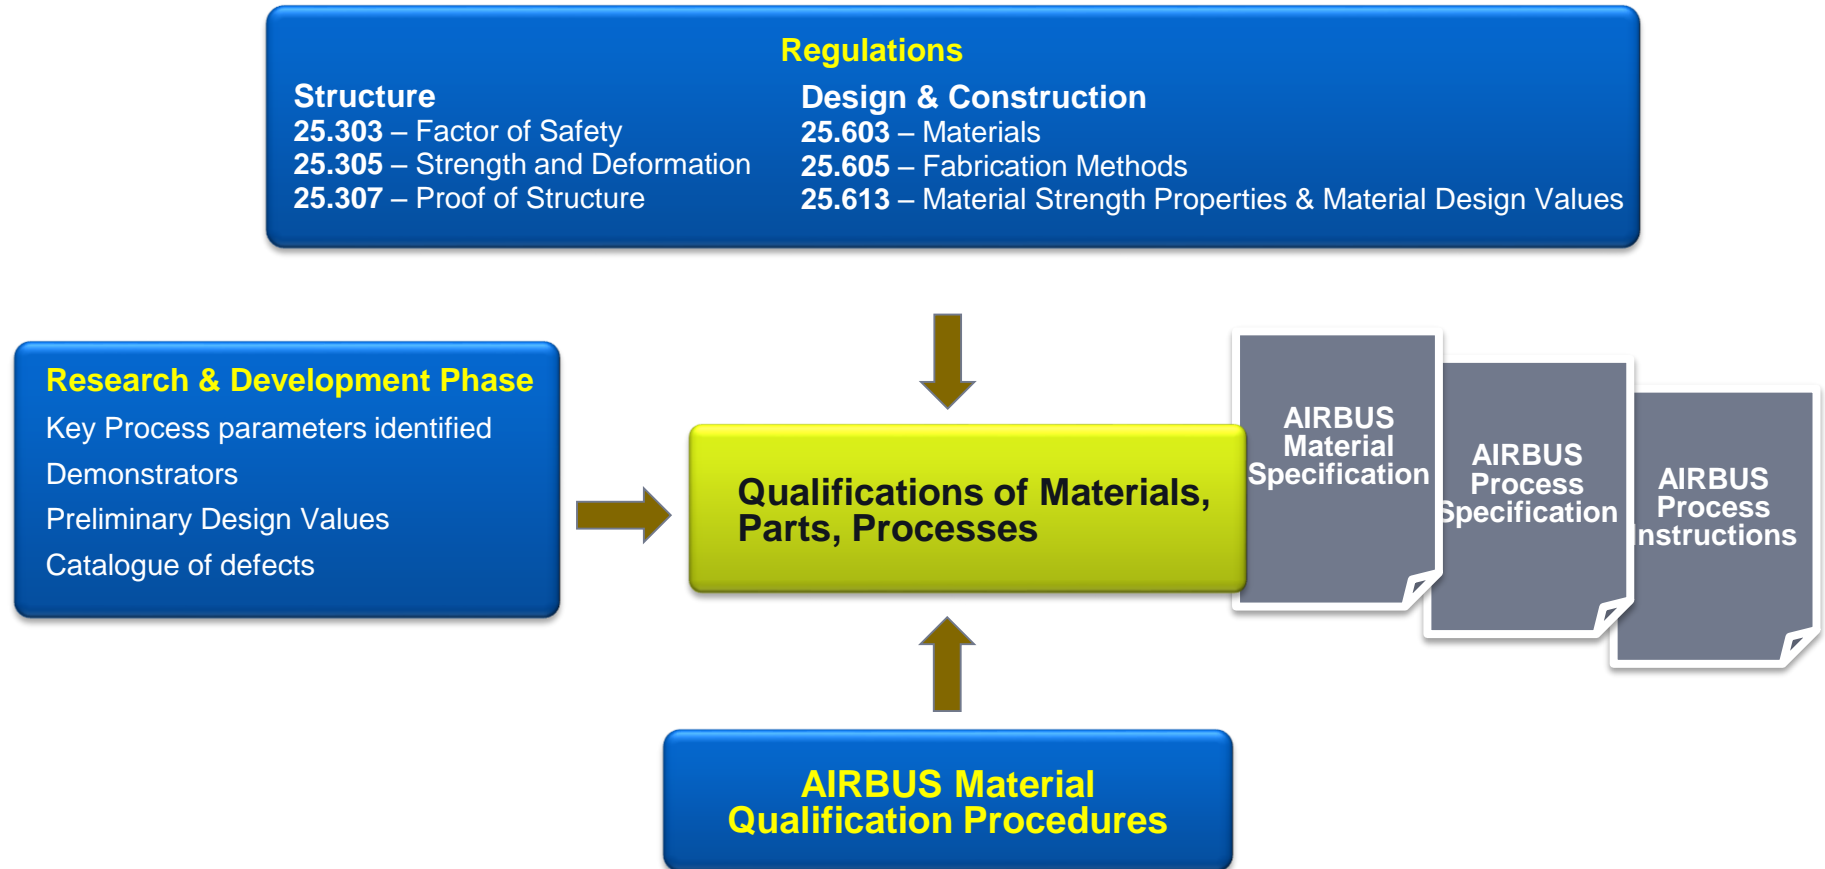 Regulations
Structure
25.303 – Factor of Safety
25.305 – Strength and Deformation
25.307 – Proof of Structure
Design & Construction
25.603 – Materials
25.605 – Fabrication Methods
25.613 – Material Strength Properties & Material Design Values
Research & Development Phase
Key Process parameters identified
Demonstrators
Preliminary Design Values
Catalogue of defects
Qualifications of Materials,
Parts, Processes
AIRBUS
Material
Specification
AIRBUS
Process
Specification
AIRBUS
Process
Instructions
AIRBUS Material
Qualification Procedures